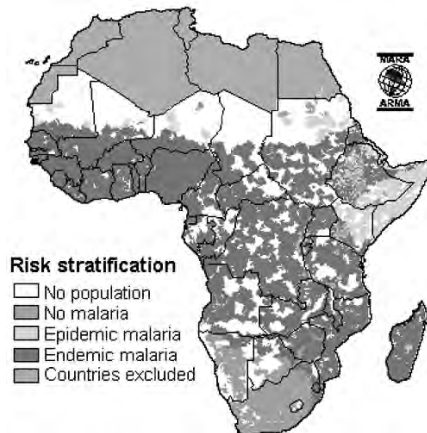 MARA
ARMA
Risk stratification
No population
No malaria
Epidemic malaria
Endemic malaria
Countries excluded